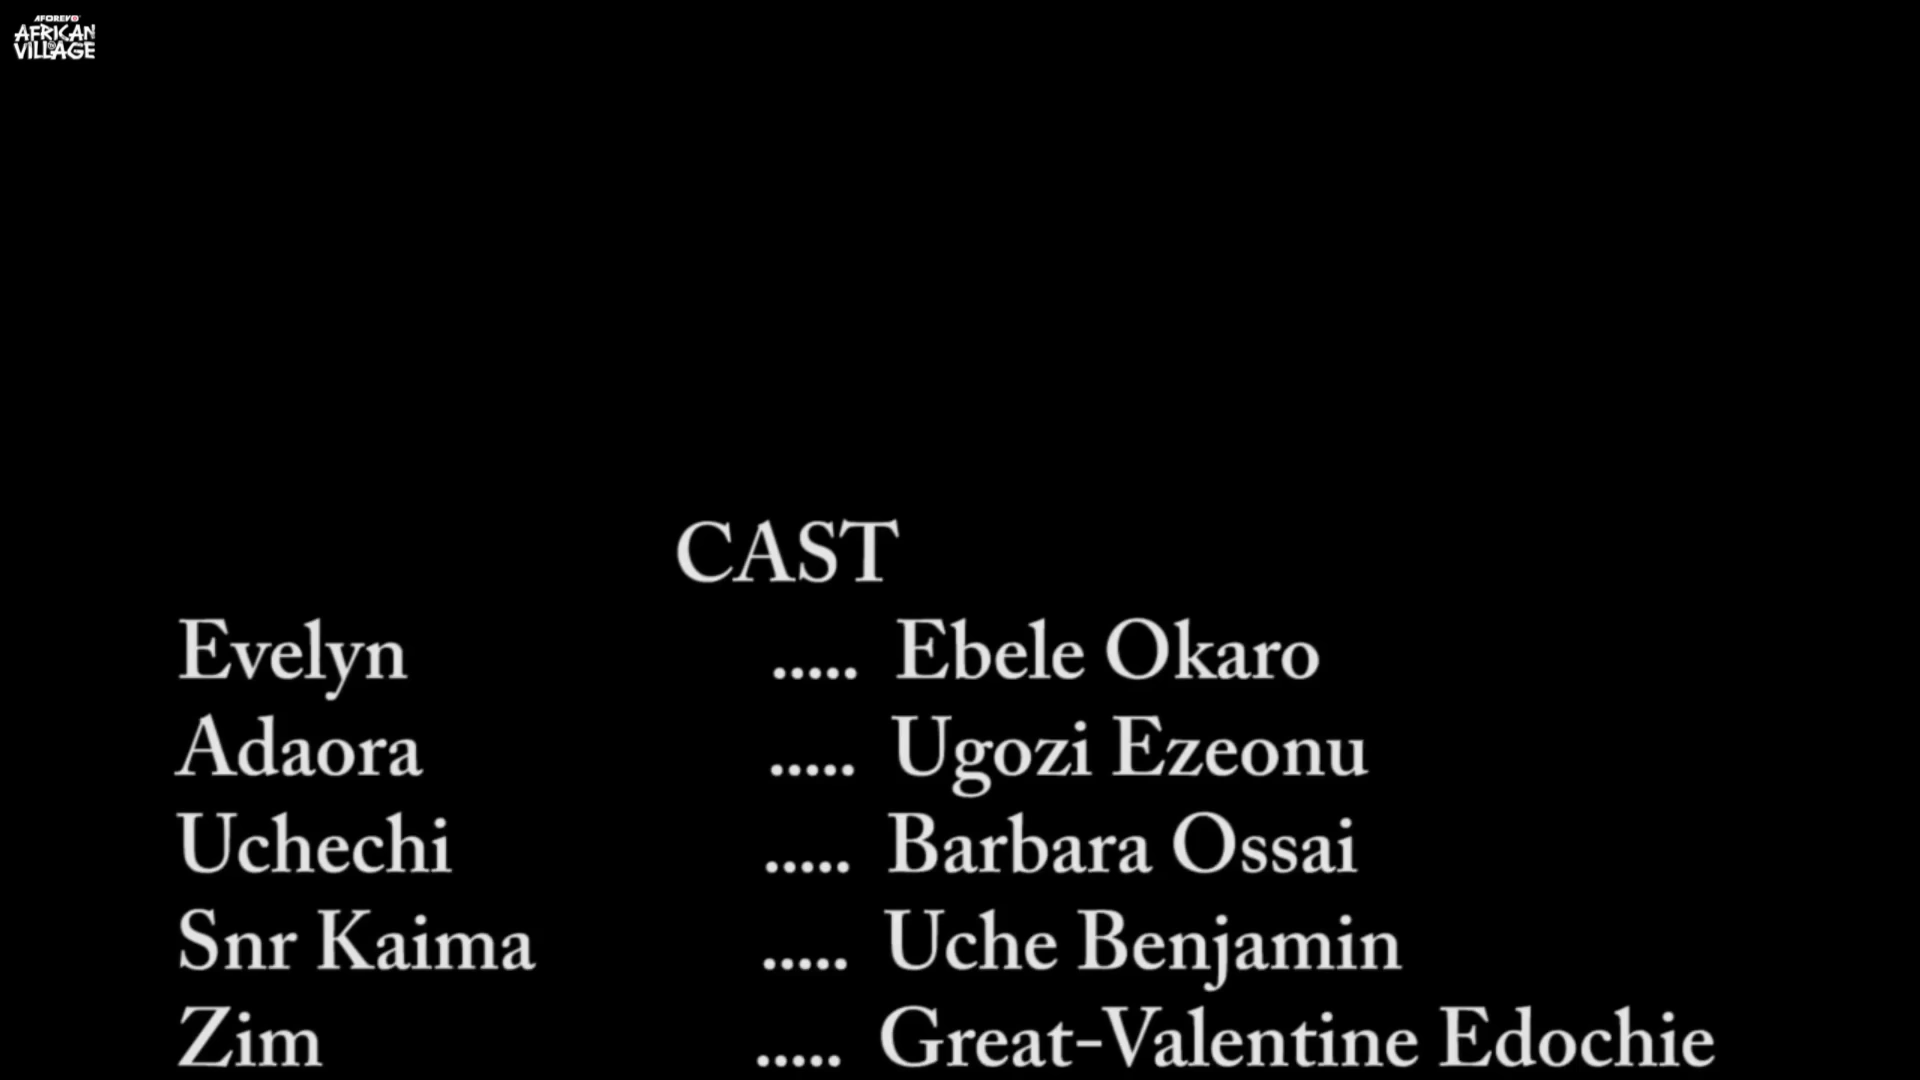 AFOREVO
AFRICAN
VILLAGE
CAST
Evelyn ..... Ebele Okaro
Adaora ..... Ugozi Ezeonu
Uchechi ..... Barbara Ossai
Snr Kaima ..... Uche Benjamin
Zim ..... Great-Valentine Edochie